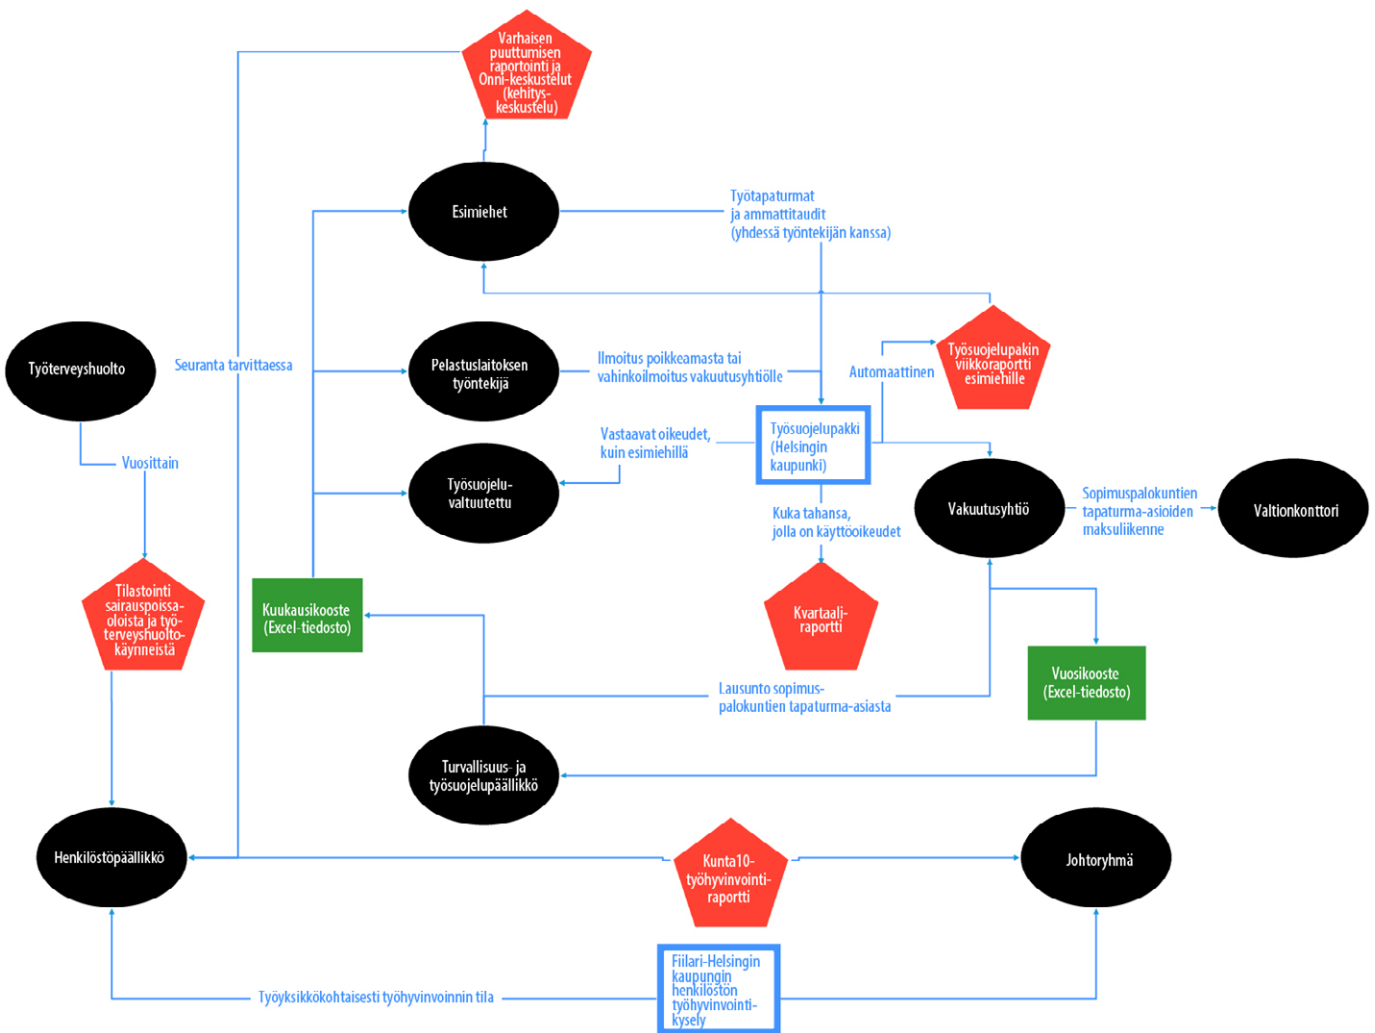 Varhaisen
puuttumisen
raportointi ja
Onni-keskustelut
(kehitys-
keskustelu)
Esimiehet
Työtapaturmat
ja ammattitaudit
(yhdessä työntekijän kanssa)
Työterveyshuolto
Seuranta tarvittaessa
Pelastuslaitoksen
työntekijä
Ilmoitus poikkeamasta tai
vahinkoilmoitus vakuutusyhtiölle
Automaattinen
Työsuojelupakin
viikkoraportti
esimiehille
Vuosittain
Työsuojelu-
valtuutettu
Vastaavat oikeudet,
kuin esimiehillä
Työsuojelupakki
(Helsingin
kaupunki)
Kuka tahansa,
jolla on käyttöoikeudet
Vakuutusyhtiö
Sopimuspalokuntien
tapaturma-asioiden
maksuliikenne
Valtionkonttori
Tilastointi
sairauspoissa-
oloista ja työ-
terveyshuolto-
käynneistä
Kuukausikooste
(Excel-tiedosto)
Kvartaali-
raportti
Vuosikooste
(Excel-tiedosto)
Lausunto sopimus-
palokuntien tapaturma-asiasta
Turvallisuus- ja
työsuojelupäällikkö
Henkilöstöpäällikkö
Kunta10-
työhyvinvointi-
raportti
Johtoryhmä
Työyksikkökohtaisesti työhyvinvoinnin tila
Fiilari-Helsingin
kaupungin
henkilöstön
työhyvinvointi-
kysely